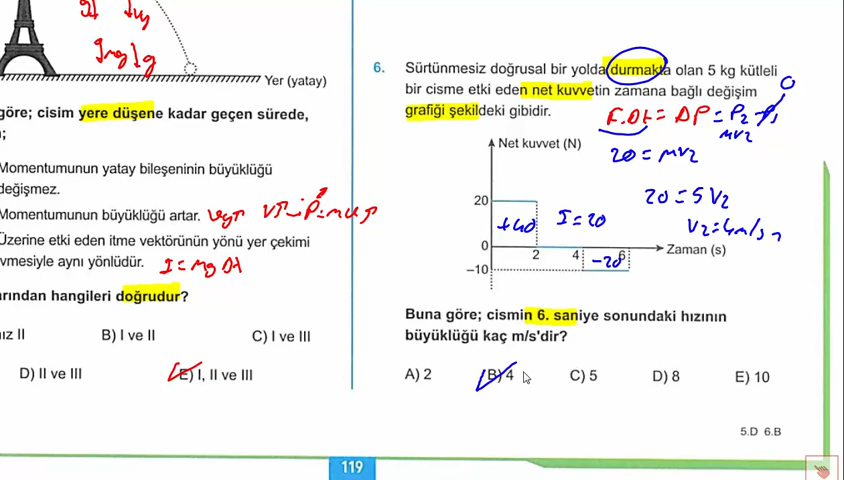 Yer (yatay)
göre; cisim yere düşene kadar geçen sürede,
;
Momentumunun yatay bileşeninin büyüklüğü
değişmez.
Momentumunun büyüklüğü artar.
Üzerine etki eden itme vektörünün yönü yer çekimi
vmesiyle aynı yönlüdür.
I = mg Δt
arından hangileri doğrudur?
ız II
B) I ve II
C) I ve III
D) II ve III
E) I, II ve III
6. Sürtünmesiz doğrusal bir yolda durmakta olan 5 kg kütleli
bir cisme etki eden net kuvvetin zamana bağlı değişim
grafiği şekildeki gibidir.
0
F.Δt = ΔP = P2 - P1
mV2
20 = mV2
20 = 5V2
V2 = 4m/s
Net kuvvet (N)
20
+40
I = 20
0
2
4
6
Zaman (s)
-20
–10
Buna göre; cismin 6. saniye sonundaki hızının
büyüklüğü kaç m/s'dir?
A) 2
B) 4
C) 5
D) 8
E) 10
5.D 6.B
119